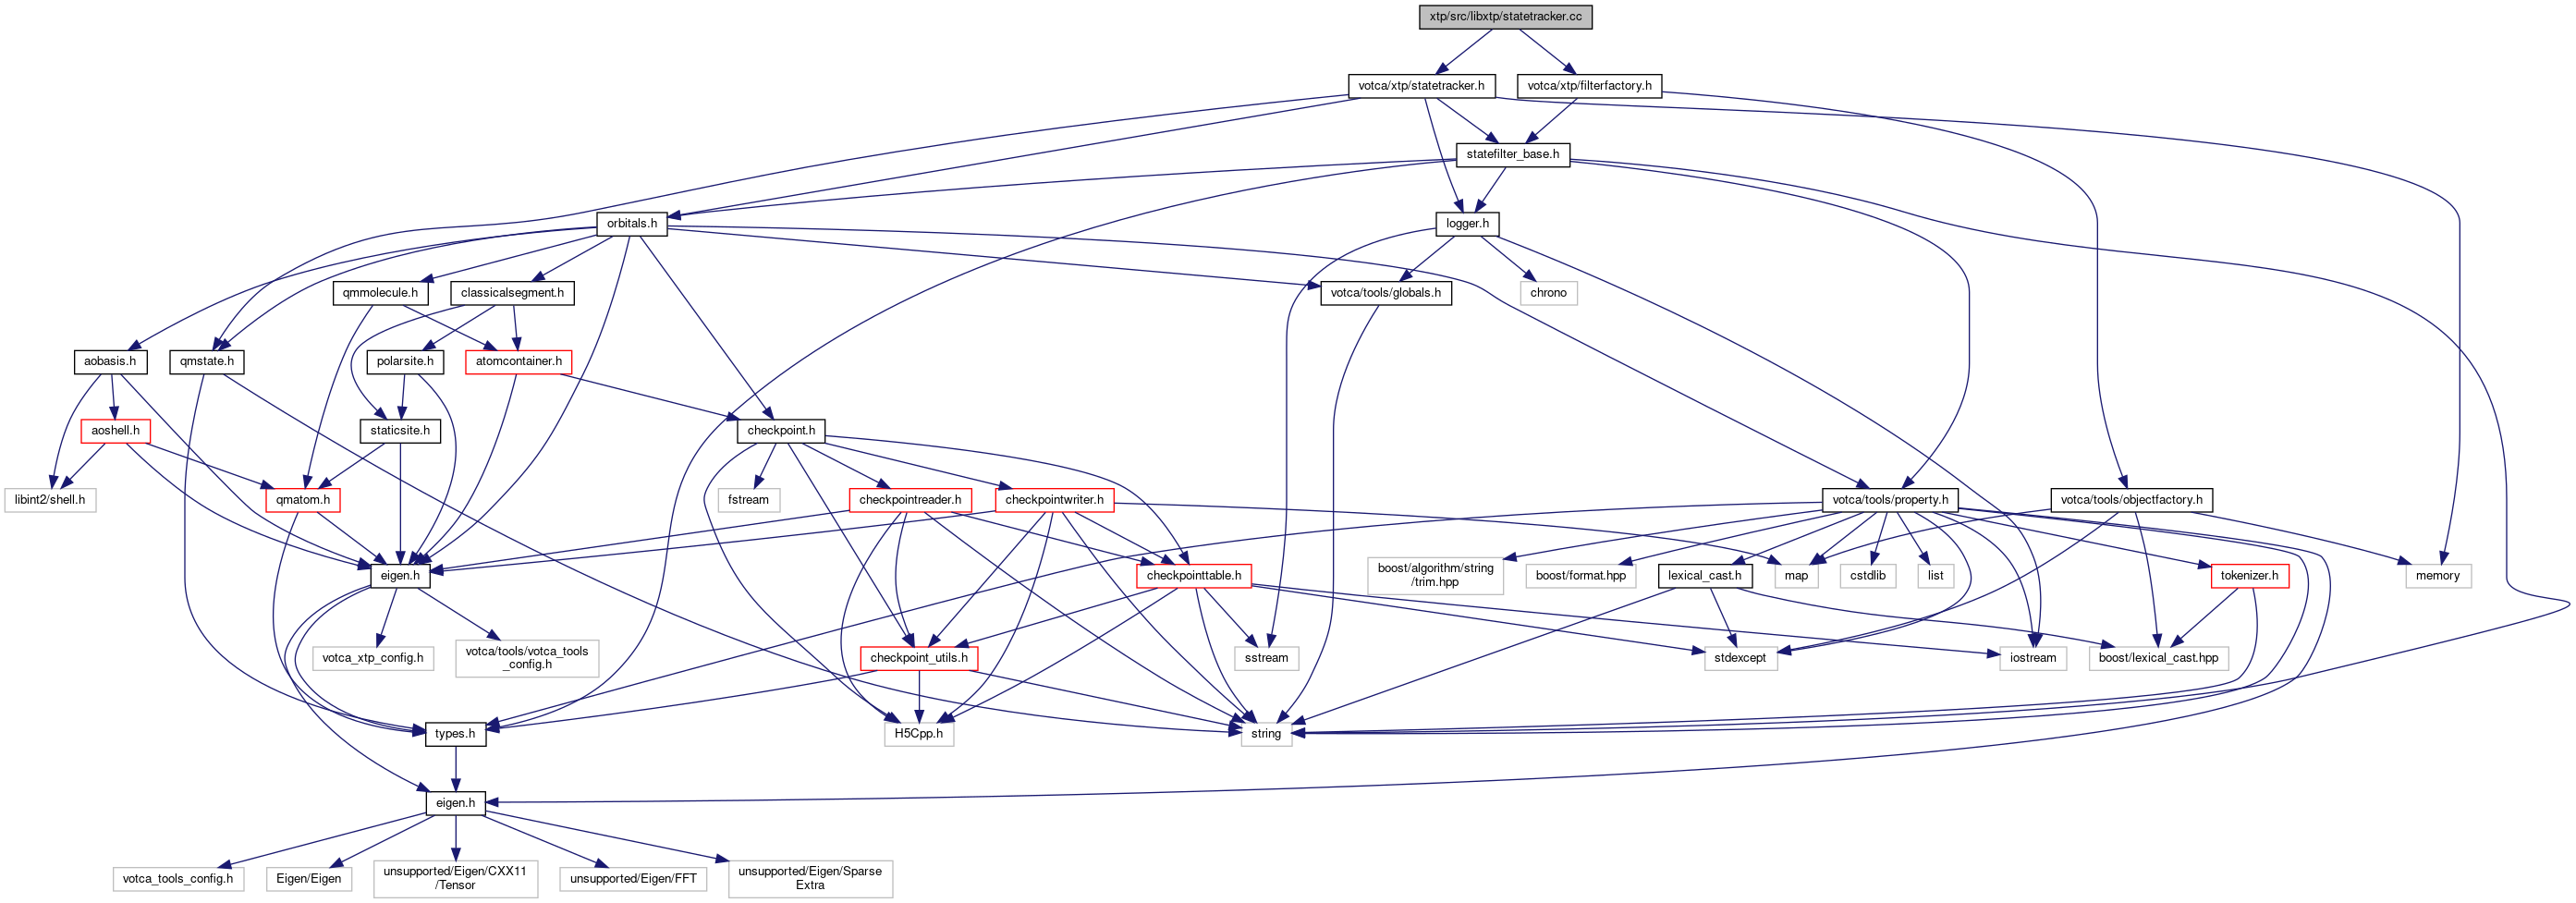 xtp/src/libxtp/statetracker.cc
votca/xtp/statetracker.h
votca/xtp/filterfactory.h
statefilter_base.h
orbitals.h
logger.h
qmmolecule.h
classicalsegment.h
votca/tools/globals.h
chrono
aobasis.h
qmstate.h
polarsite.h
atomcontainer.h
aoshell.h
staticsite.h
checkpoint.h
libint2/shell.h
qmatom.h
fstream
checkpointreader.h
checkpointwriter.h
votca/tools/property.h
votca/tools/objectfactory.h
eigen.h
checkpointtable.h
boost/algorithm/string
/trim.hpp
boost/format.hpp
lexical_cast.h
map
cstdlib
list
tokenizer.h
memory
votca_xtp_config.h
votca/tools/votca_tools
_config.h
checkpoint_utils.h
sstream
stdexcept
iostream
boost/lexical_cast.hpp
types.h
H5Cpp.h
string
eigen.h
votca_tools_config.h
Eigen/Eigen
unsupported/Eigen/CXX11
/Tensor
unsupported/Eigen/FFT
unsupported/Eigen/Sparse
Extra